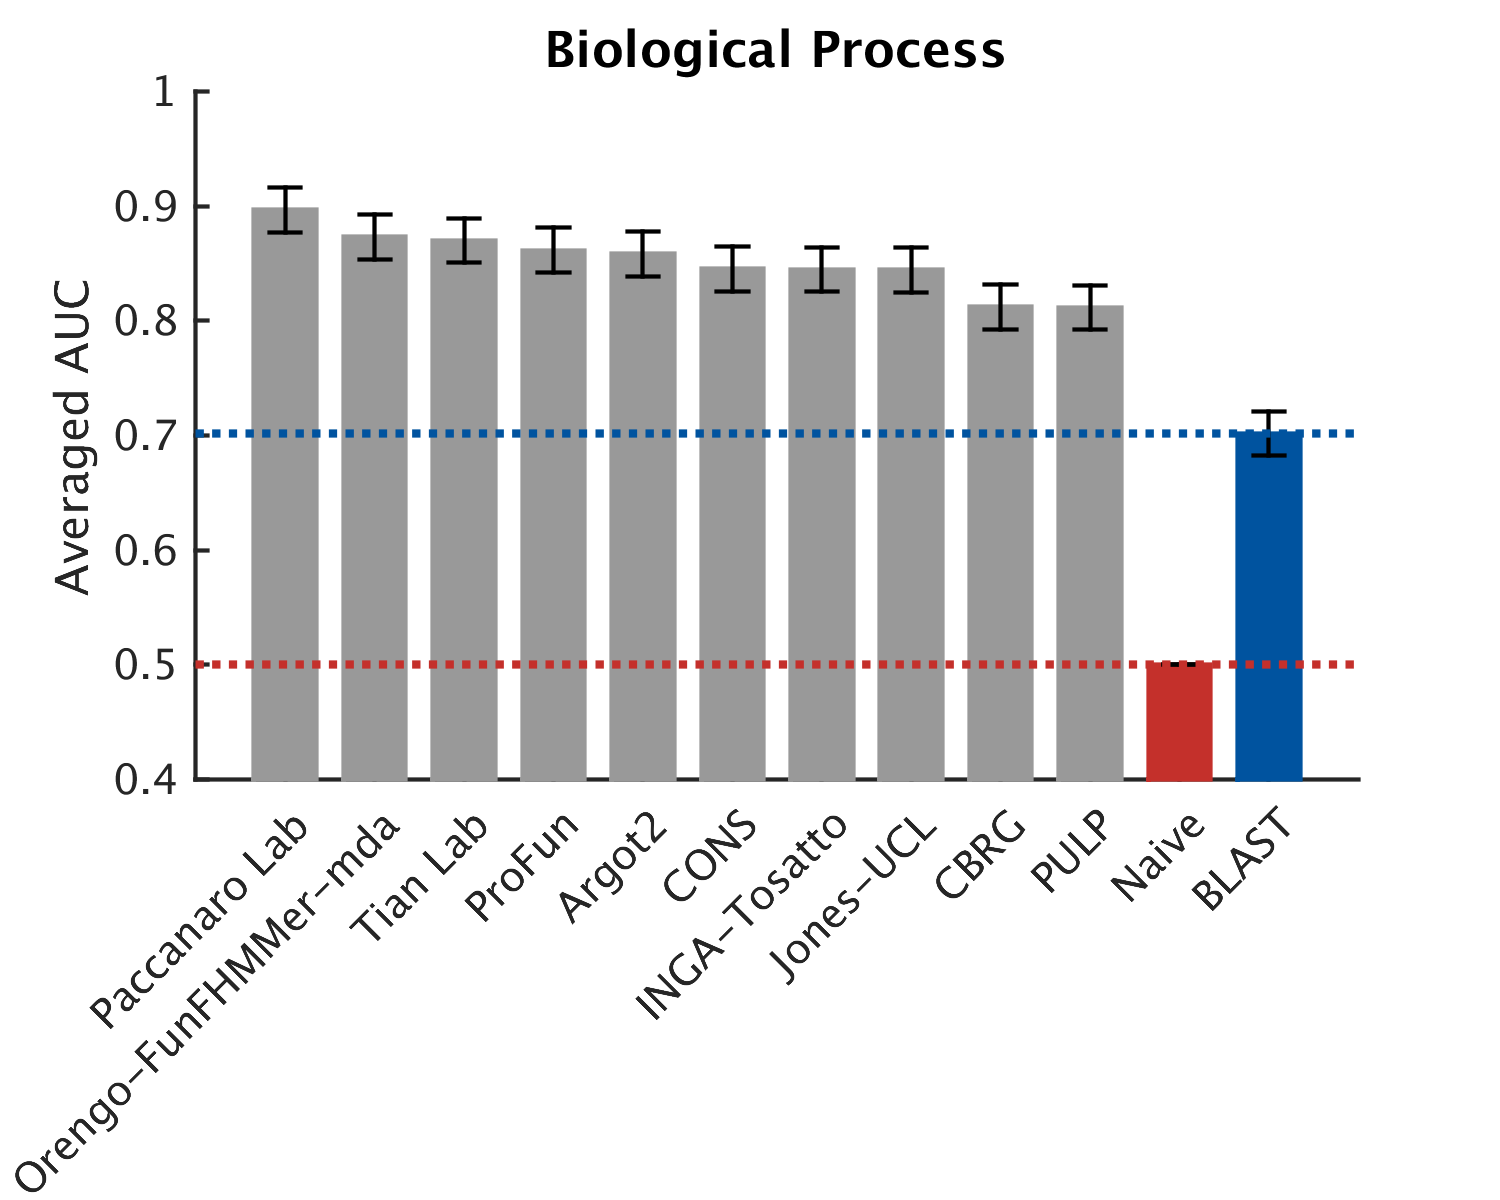 Biological Process
Averaged AUC
1
0.9
0.8
0.7
0.6
0.5
0.4
Paccanaro Lab
Orengo-FunFHMMer-mda
Tian Lab
ProFun
Argot2
CONS
INGA-Tosatto
Jones-UCL
CBRG
PULP
Naive
BLAST